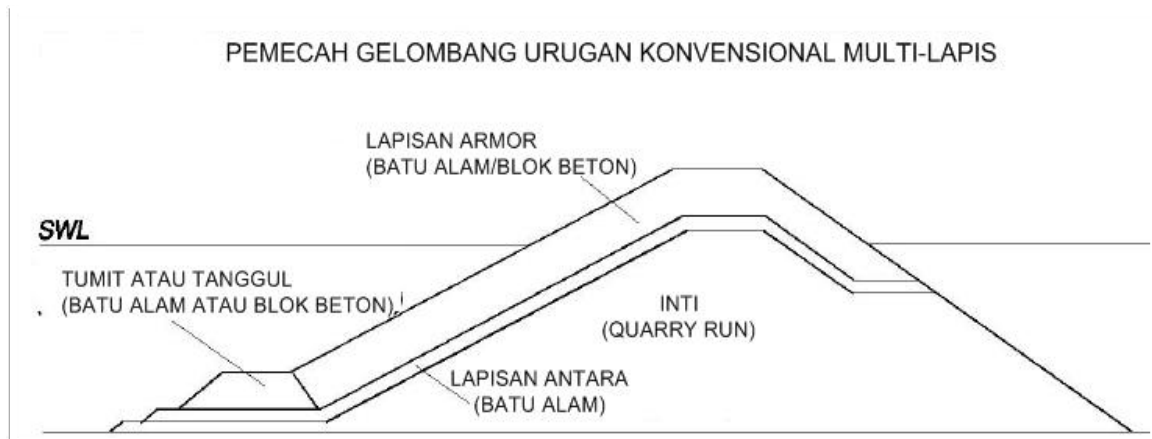 PEMECAH GELOMBANG URUGAN KONVENSIONAL MULTI-LAPIS
LAPISAN ARMOR
(BATU ALAM/BLOK BETON)
SWL
TUMIT ATAU TANGGUL
(BATU ALAM ATAU BLOK BETON)
INTI
(QUARRY RUN)
LAPISAN ANTARA
(BATU ALAM)